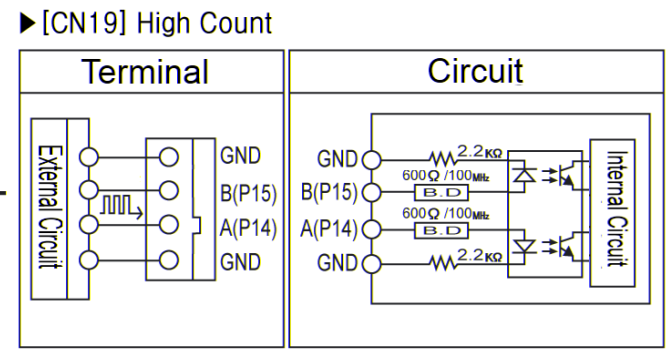 ▶[CN19] High Count
Terminal
Circuit
External Circuit
GND
B(P15)
A(P14)
GND
GND
2.2KΩ
600Ω/100MHz
B(P15)
B.D
600Ω/100MHz
A(P14)
B.D
GND
2.2KΩ
Internal Circuit